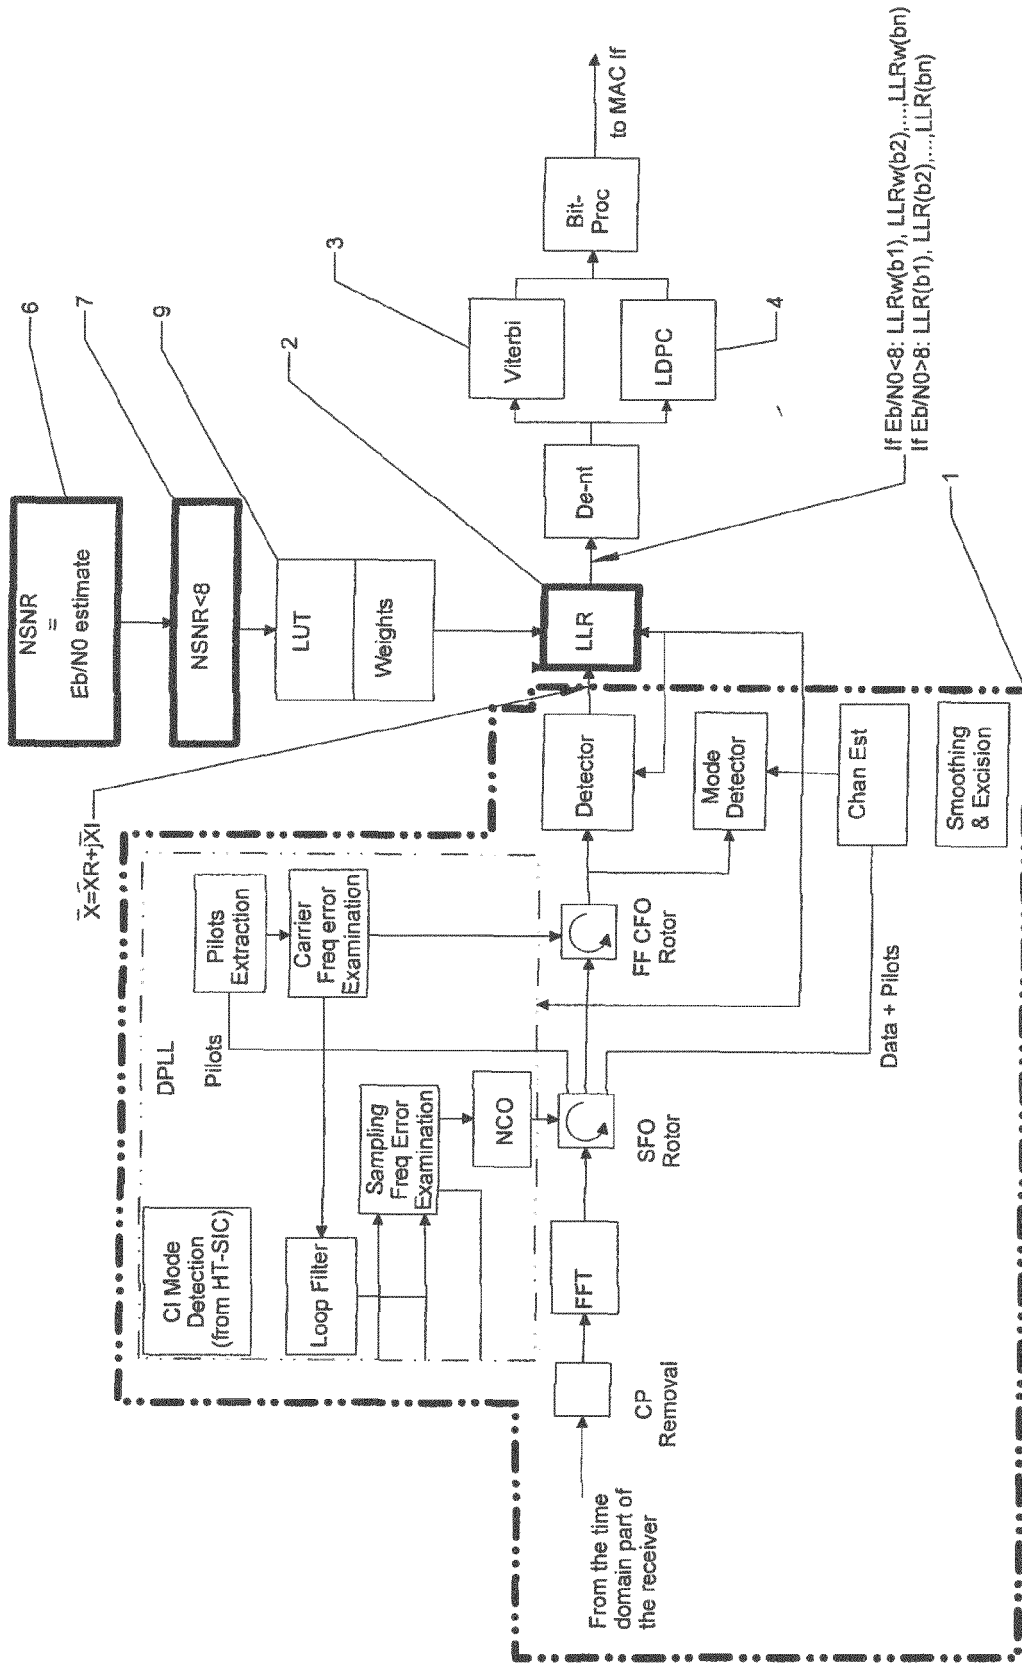 NSNR
=
Eb/N0 estimate
6
NSNR<8
7
LUT
Weights
9
X̅=X̅R+jX̅I
LLR
2
De-nt
Viterbi
3
LDPC
4
Bit-
Proc
to MAC If
If Eb/N0<8: LLRw(b1), LLRw(b2),...,LLRw(bn)
If Eb/N0>8: LLR(b1), LLR(b2),...,LLR(bn)
1
CI Mode
Detection
(from HT-SIC)
DPLL
Pilots
Pilots
Extraction
Carrier
Freq error
Examination
Loop Filter
Sampling
Freq Error
Examination
NCO
From the time
domain part of
the receiver
CP
Removal
FFT
SFO
Rotor
FF CFO
Rotor
Detector
Mode
Detector
Chan Est
Data + Pilots
Smoothing
& Excision